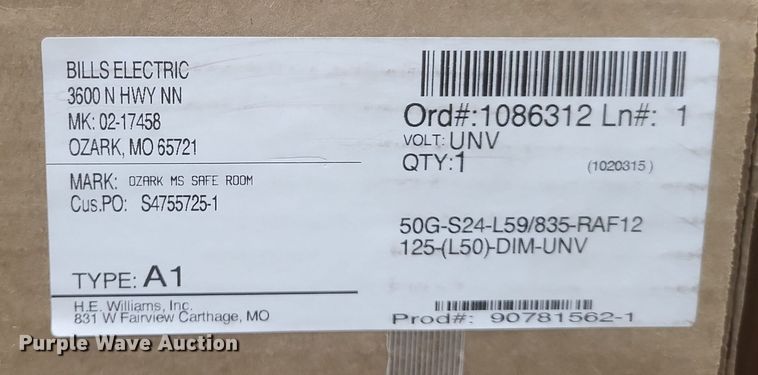 BILLS ELECTRIC
3600 N HWY NN
MK: 02-17458
OZARK, MO 65721
MARK: OZARK MS SAFE ROOM
Cus.PO: S4755725-1
TYPE: A1
H.E. Williams, Inc.
831 W Fairview Carthage, MO
Ord#:1086312 Ln#: 1
VOLT: UNV
QTY:1 (1020315)
50G-S24-L59/835-RAF12
125-(L50)-DIM-UNV
Prod#: 90781562-1
Purple Wave Auction